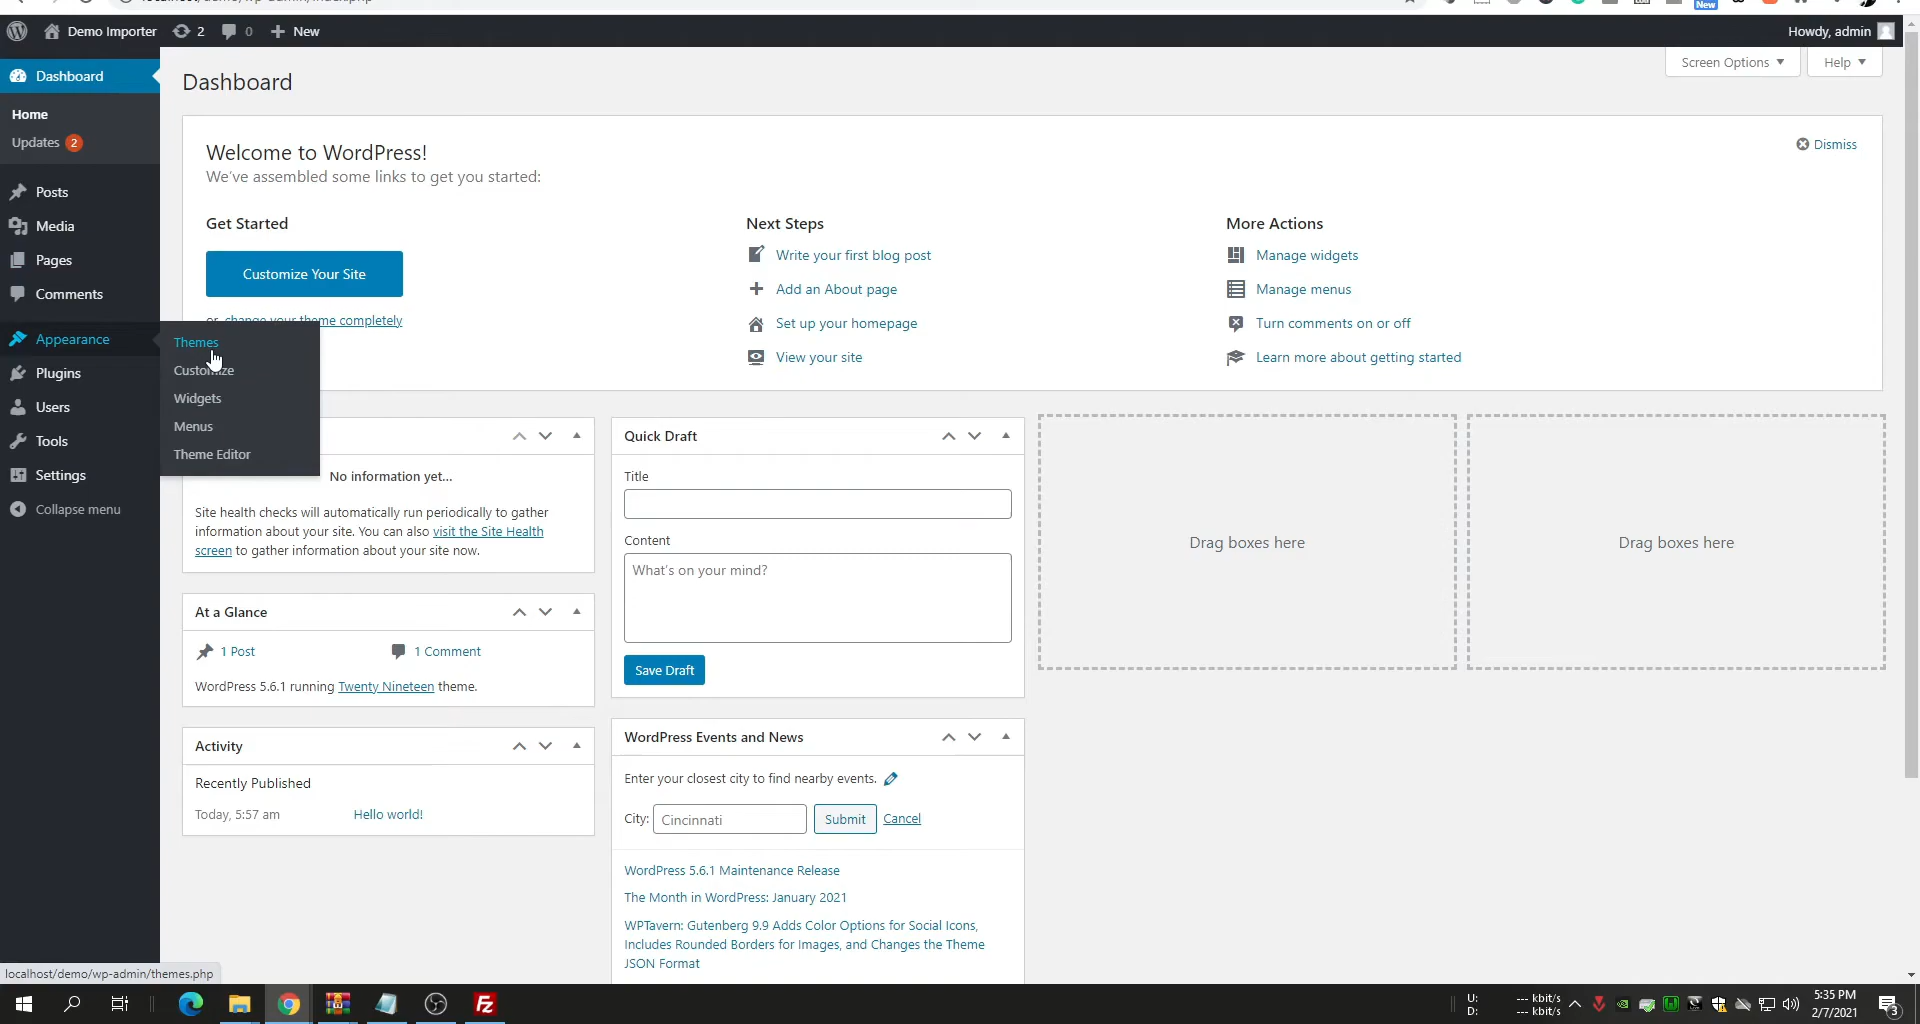 Demo Importer
2
0
New
Howdy, admin
Dashboard
Home
Updates 2
Posts
Media
Pages
Comments
Appearance
Plugins
Users
Tools
Settings
Collapse menu
Themes
Customize
Widgets
Menus
Theme Editor
Dashboard
Screen Options
Help
Welcome to WordPress!
We've assembled some links to get you started:
Dismiss
Get Started
Customize Your Site
or, change your theme completely
Next Steps
Write your first blog post
Add an About page
Set up your homepage
View your site
More Actions
Manage widgets
Manage menus
Turn comments on or off
Learn more about getting started
No information yet...
Site health checks will automatically run periodically to gather
information about your site. You can also visit the Site Health
screen to gather information about your site now.
At a Glance
1 Post
1 Comment
WordPress 5.6.1 running Twenty Nineteen theme.
Activity
Recently Published
Today, 5:57 am
Hello world!
Quick Draft
Title
Content
What's on your mind?
Save Draft
WordPress Events and News
Enter your closest city to find nearby events.
City: Cincinnati Submit Cancel
WordPress 5.6.1 Maintenance Release
The Month in WordPress: January 2021
WPTavern: Gutenberg 9.9 Adds Color Options for Social Icons,
Includes Rounded Borders for Images, and Changes the Theme
JSON Format
Drag boxes here
Drag boxes here
New
localhost/demo/wp-admin/themes.php
U: --- kbit/s
D: --- kbit/s
5:35 PM
2/7/2021
3